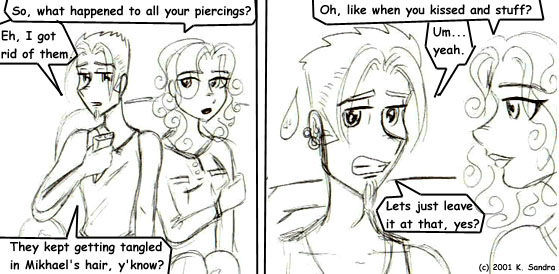 So, what happened to all your piercings?
Eh, I got
rid of them.
They kept getting tangled
in Mikhael's hair, y'know?
Oh, like when you kissed and stuff?
Um...
yeah.
Lets just leave
it at that, yes?
(c) 2001 K. Sandra